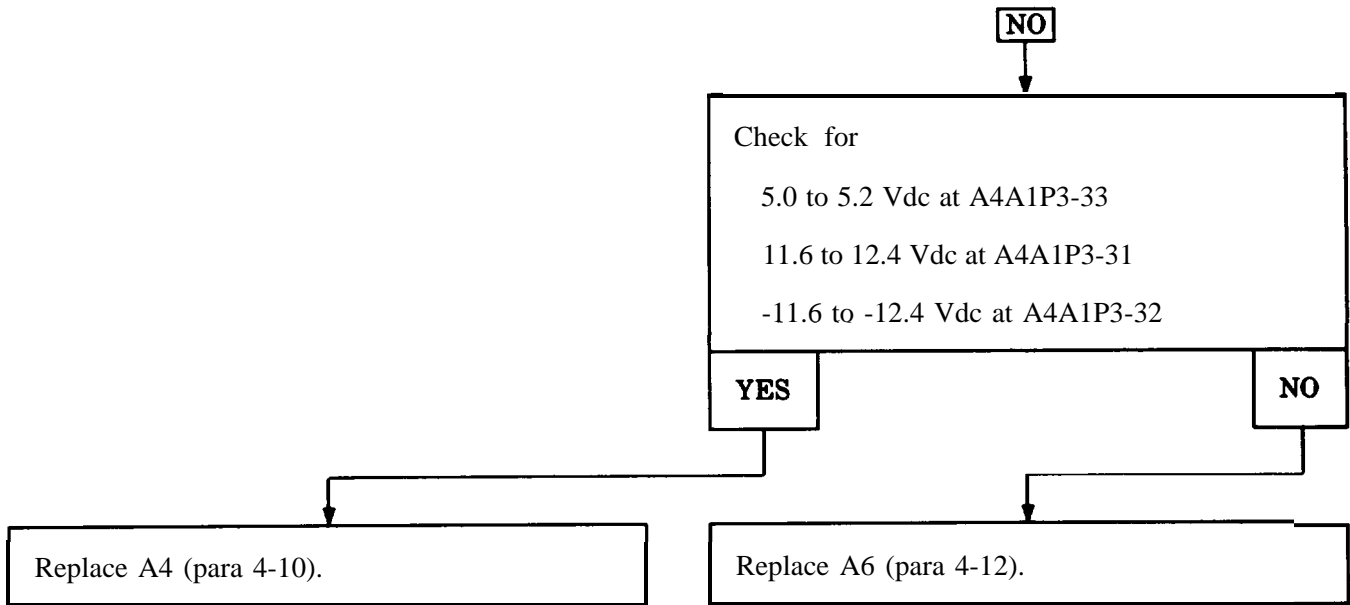 NO
Check for
5.0 to 5.2 Vdc at A4A1P3-33
11.6 to 12.4 Vdc at A4A1P3-31
-11.6 to -12.4 Vdc at A4A1P3-32
YES
NO
Replace A4 (para 4-10).
Replace A6 (para 4-12).